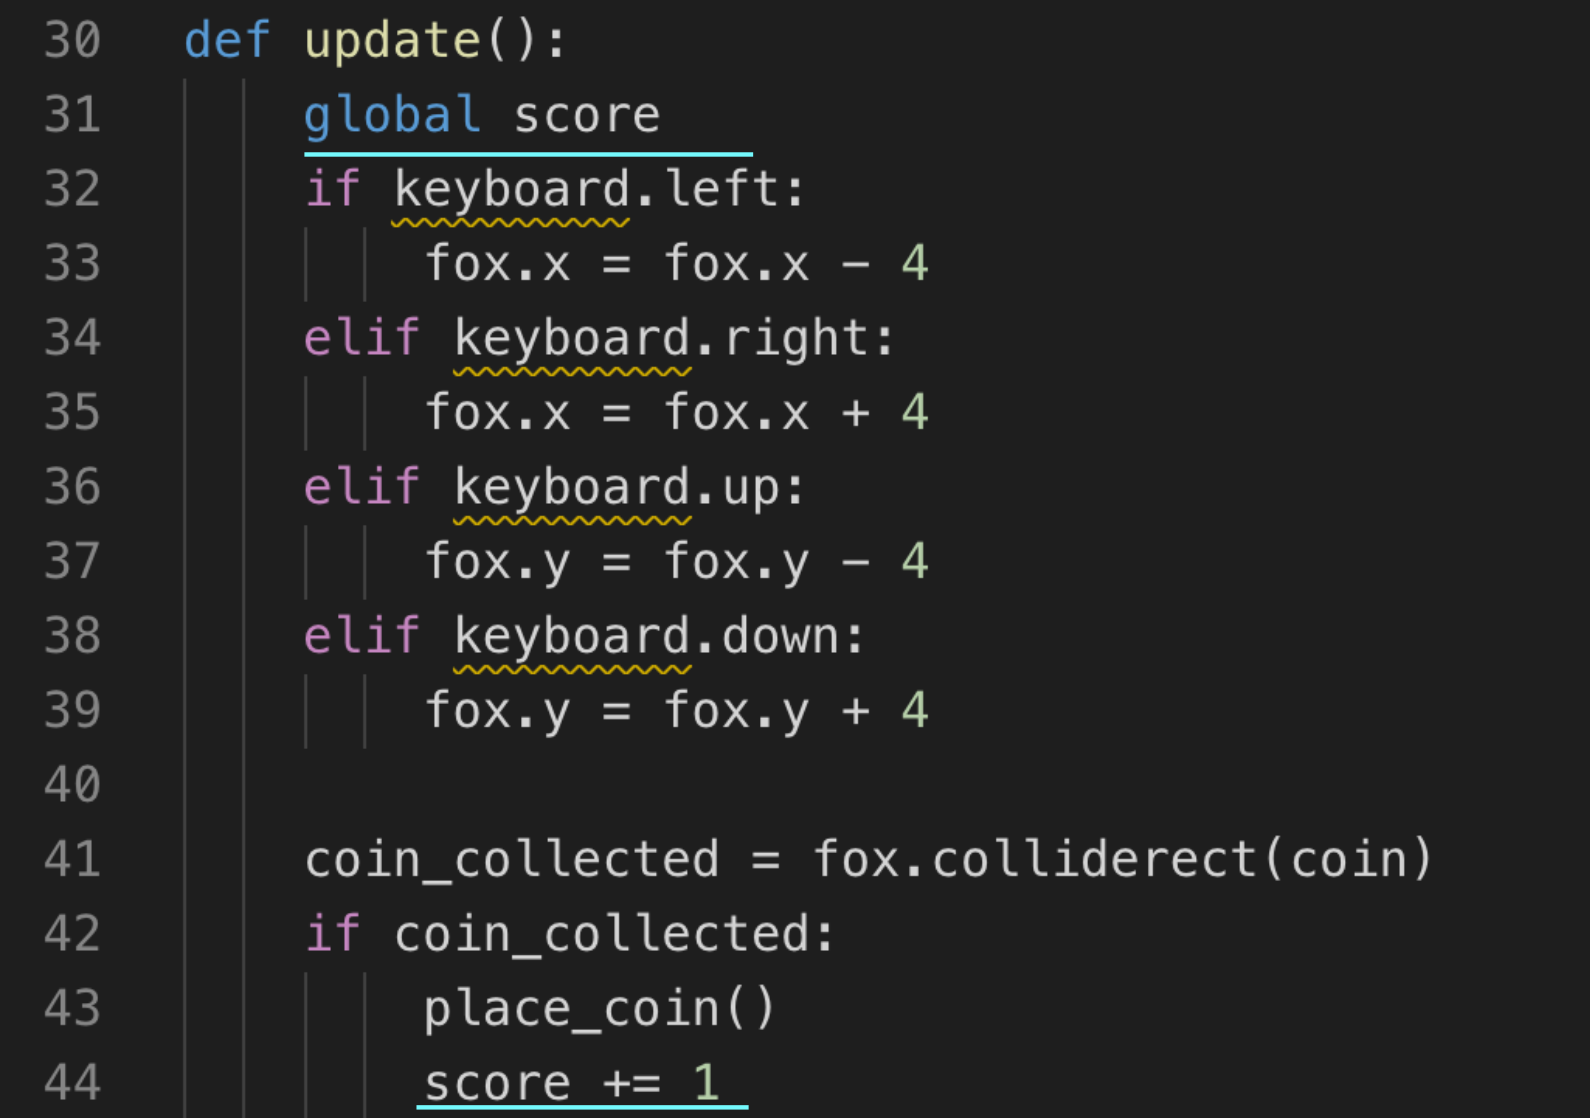 30 def update():
31     global score
32     if keyboard.left:
33         fox.x = fox.x - 4
34     elif keyboard.right:
35         fox.x = fox.x + 4
36     elif keyboard.up:
37         fox.y = fox.y - 4
38     elif keyboard.down:
39         fox.y = fox.y + 4
40
41     coin_collected = fox.colliderect(coin)
42     if coin_collected:
43         place_coin()
44         score += 1